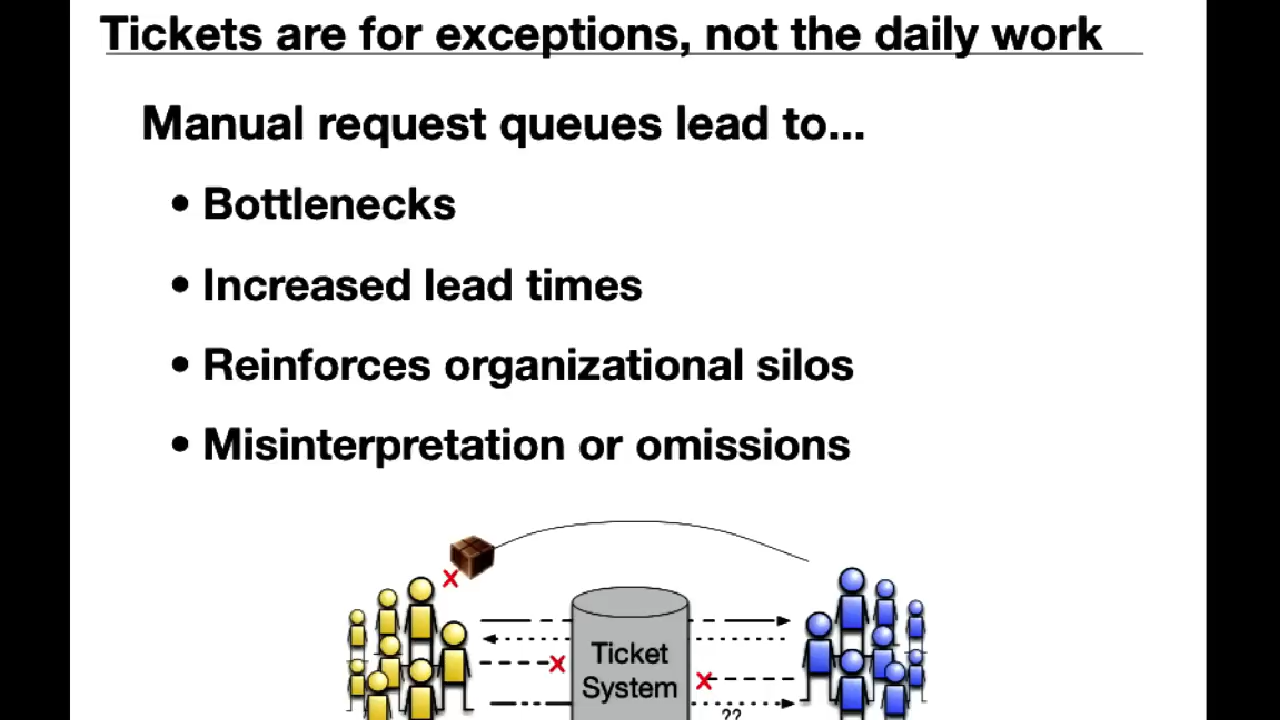 Tickets are for exceptions, not the daily work
Manual request queues lead to...
• Bottlenecks
• Increased lead times
• Reinforces organizational silos
• Misinterpretation or omissions
X
Ticket
System
X
X
??